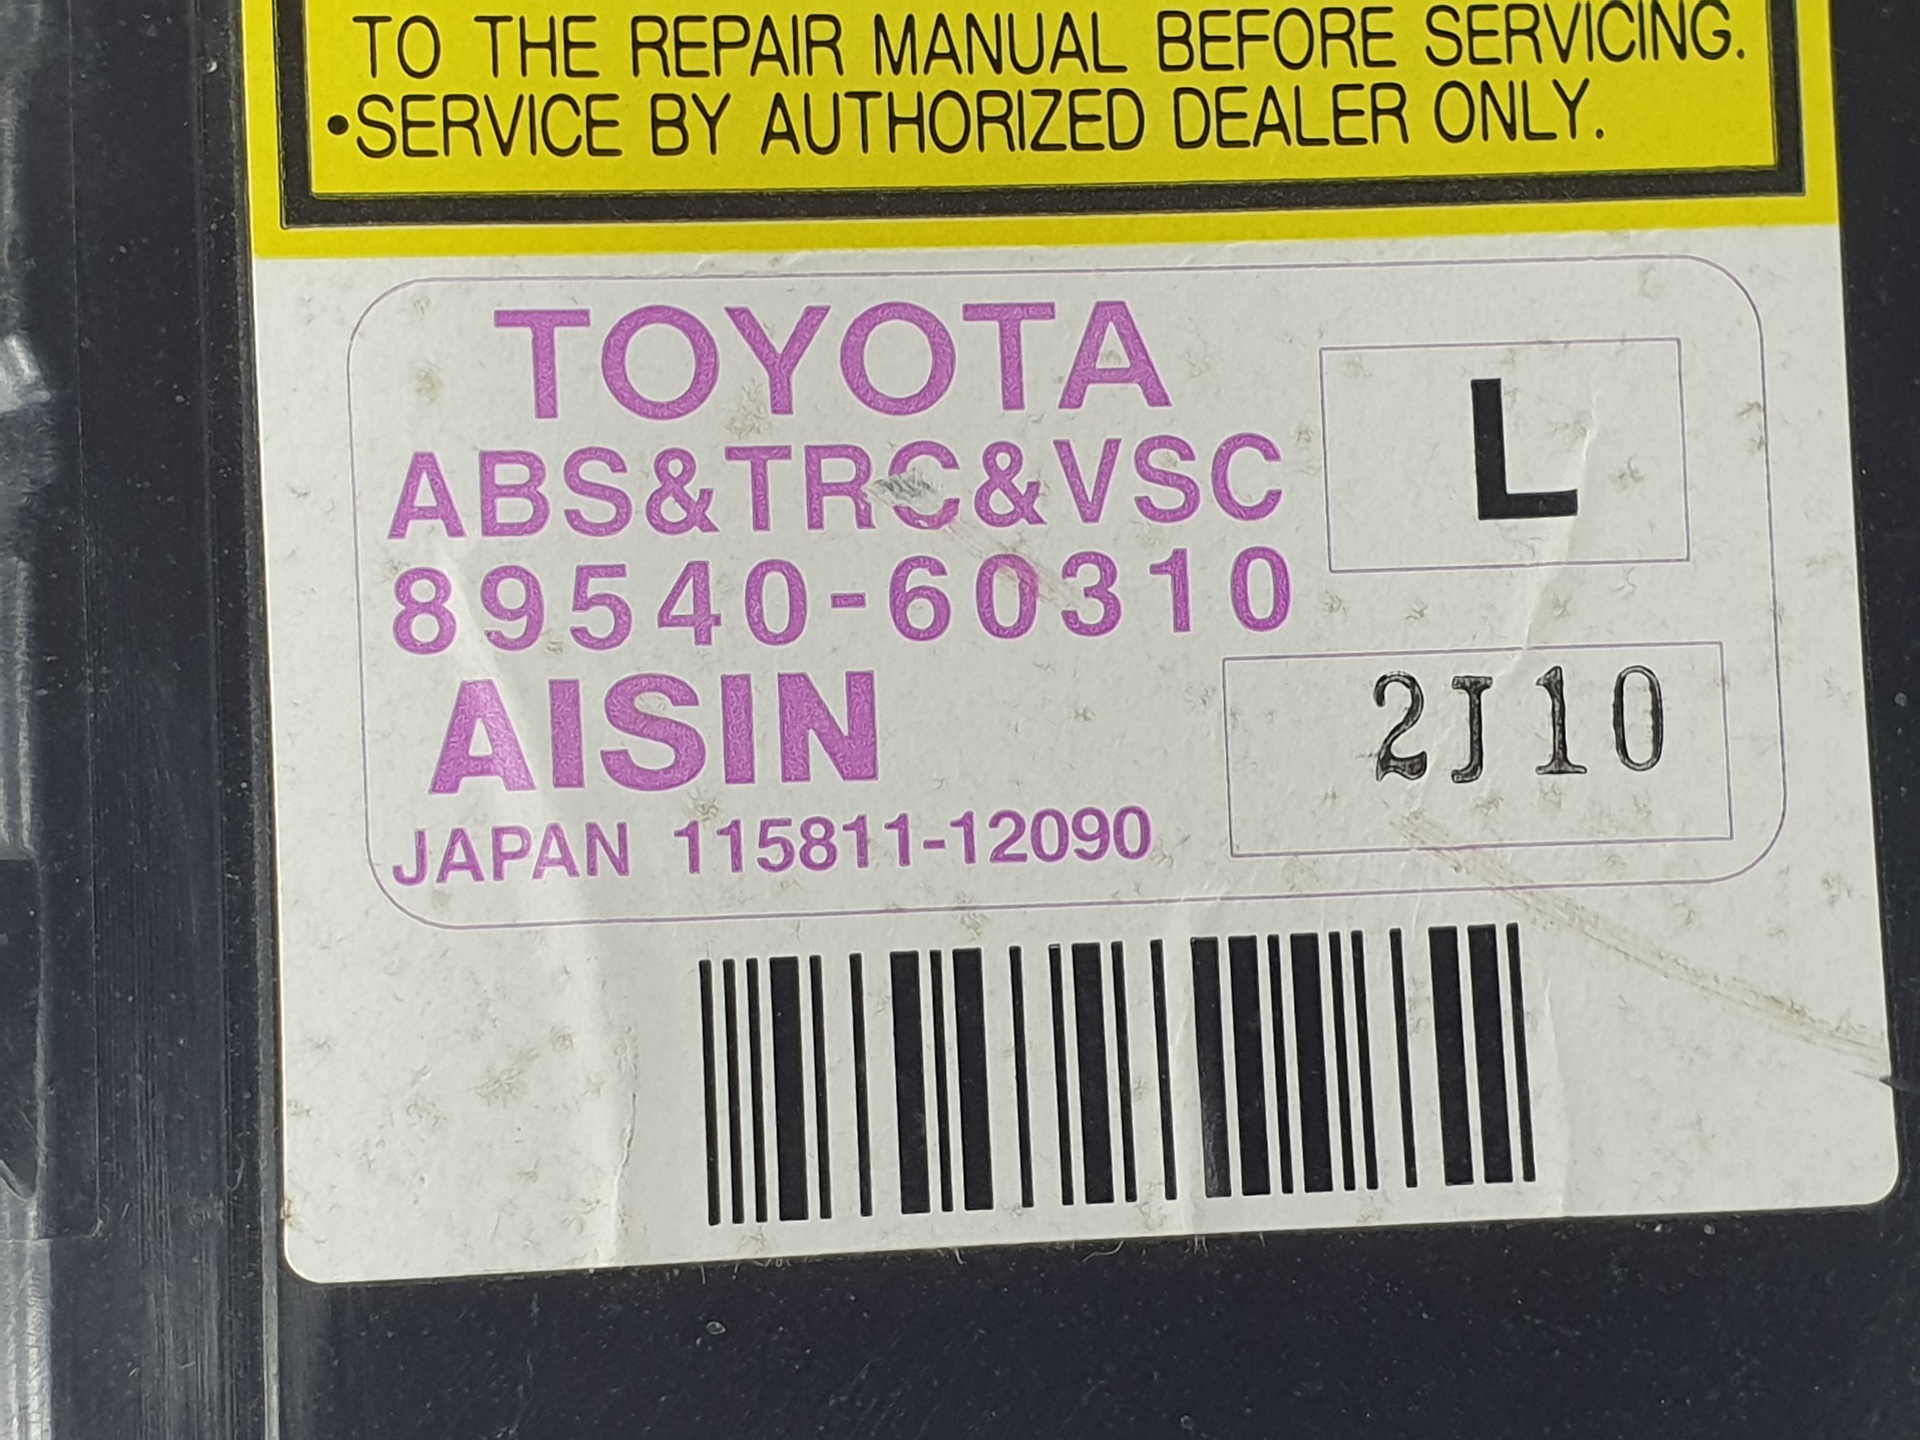 TO THE REPAIR MANUAL BEFORE SERVICING.
•SERVICE BY AUTHORIZED DEALER ONLY.
TOYOTA
L
ABS&TRC&VSC
89540-60310
AISIN
2J10
JAPAN 115811-12090